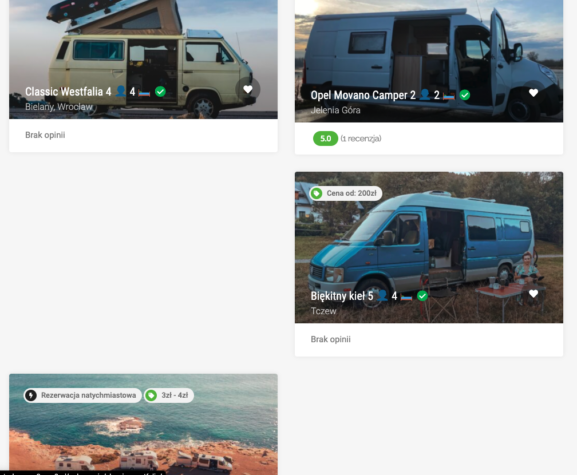 Classic Westfalia 4 👤 4 🛏️
Bielany, Wrocław
Brak opinii
Opel Movano Camper 2 👤 2 🛏️
Jelenia Góra
5.0 (1 recenzja)
Cena od: 200zł
Biękitny kieł 5 👤 4 🛏️
Tczew
Brak opinii
Rezerwacja natychmiastowa 3zł - 4zł